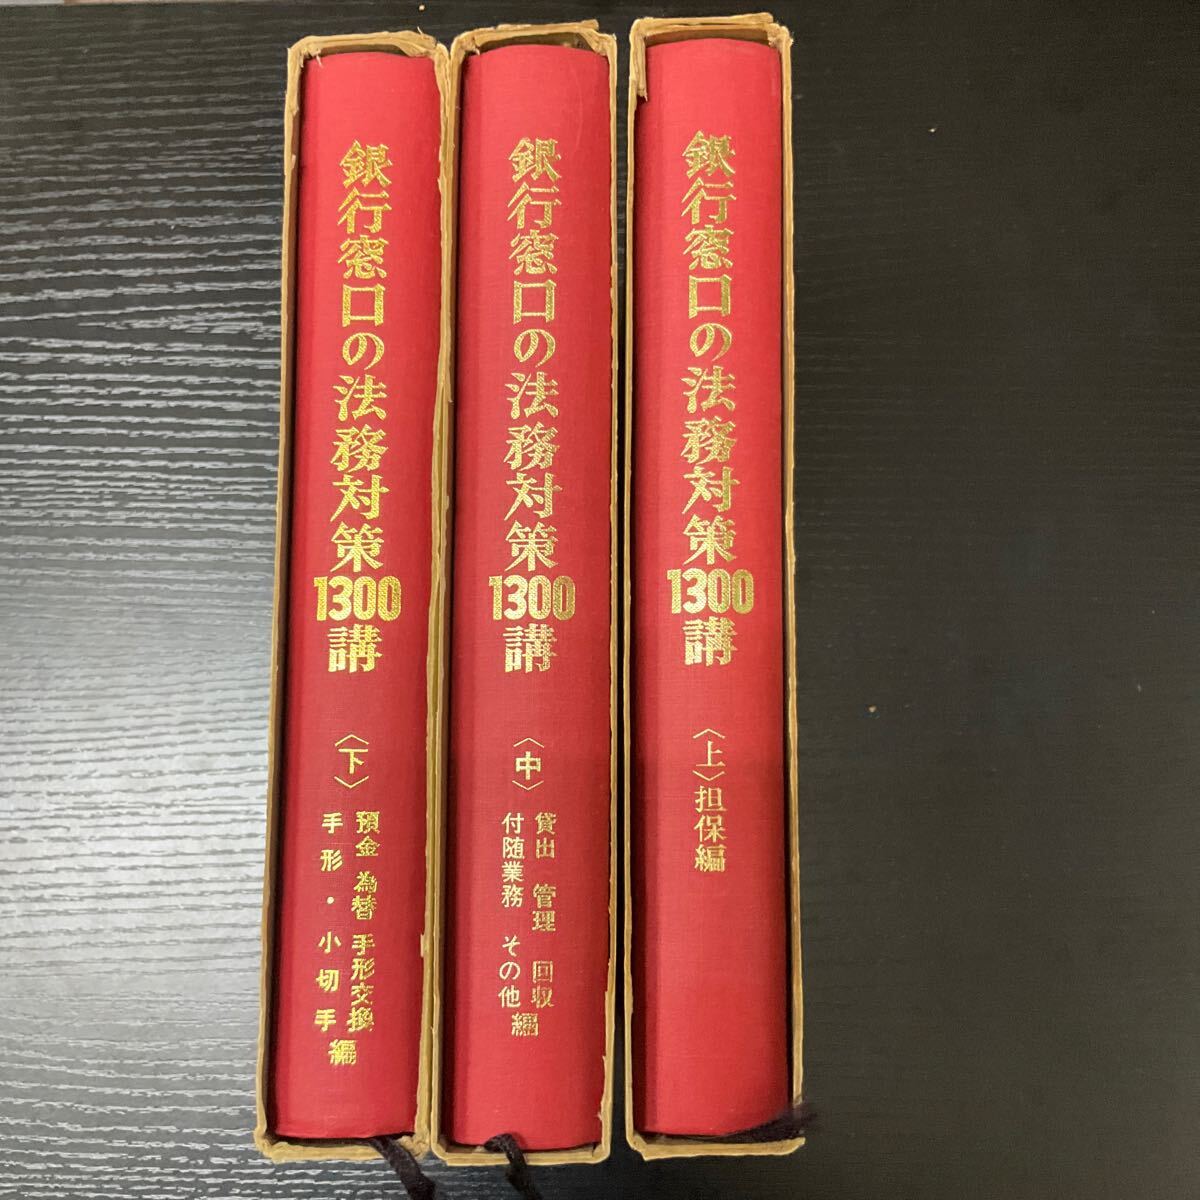 銀行窓口の法務対策1300講
〈上〉担保編
銀行窓口の法務対策1300講
〈中〉
貸出 管理 回収
付随業務 その他
編
銀行窓口の法務対策1300講
〈下〉
預金 為替 手形交換
手形・小切手
編